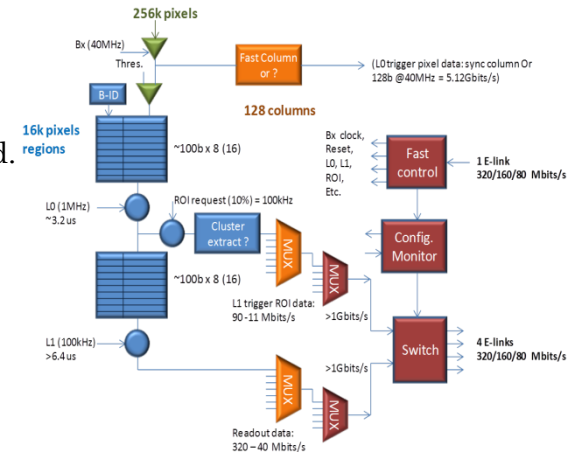 256k pixels
Bx (40MHz)
Thres.
Fast Column
or ?
(L0 trigger pixel data: sync column Or
128b @40MHz = 5.12Gbits/s)
B-ID
128 columns
16k pixels
regions
d.
~100b x 8 (16)
Bx clock,
Reset,
L0, L1,
ROI,
Etc.
Fast
control
1 E-link
320/160/80 Mbits/s
L0 (1MHz)
~3.2us
ROI request (10%) = 100kHz
Cluster
extract ?
MUX
MUX
Config.
Monitor
~100b x 8 (16)
L1 trigger ROI data:
90-11 Mbits/s
>1Gbits/s
Switch
4 E-links
320/160/80 Mbits/s
L1 (100kHz)
>6.4us
>1Gbits/s
MUX
MUX
Readout data:
320 – 40 Mbits/s